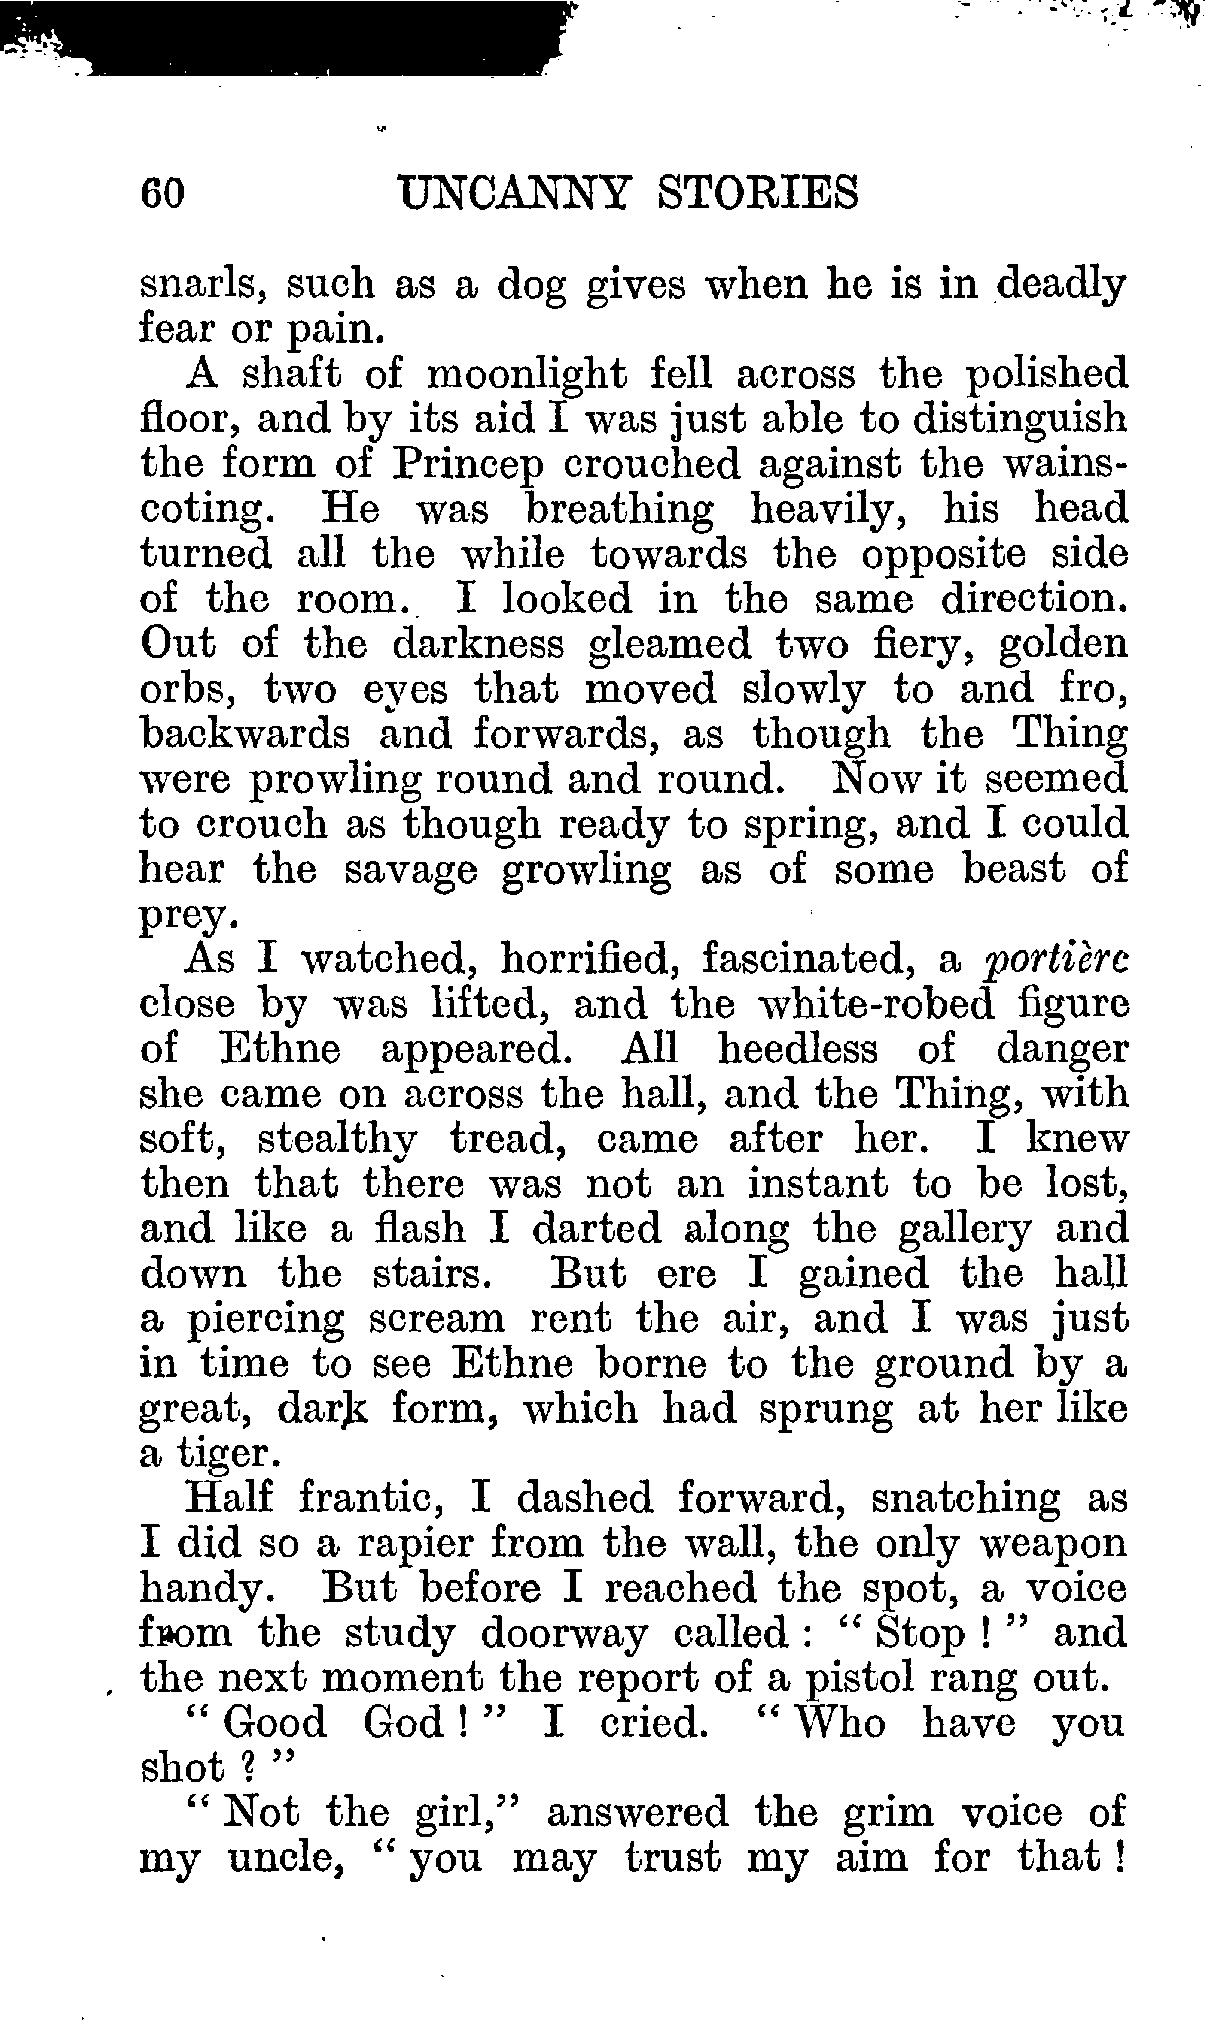 60 UNCANNY STORIES
snarls, such as a dog gives when he is in deadly
fear or pain.
A shaft of moonlight fell across the polished
floor, and by its aid I was just able to distinguish
the form of Princep crouched against the wains-
coting. He was breathing heavily, his head
turned all the while towards the opposite side
of the room. I looked in the same direction.
Out of the darkness gleamed two fiery, golden
orbs, two eyes that moved slowly to and fro,
backwards and forwards, as though the Thing
were prowling round and round. Now it seemed
to crouch as though ready to spring, and I could
hear the savage growling as of some beast of
prey.
As I watched, horrified, fascinated, a portière
close by was lifted, and the white-robed figure
of Ethne appeared. All heedless of danger
she came on across the hall, and the Thing, with
soft, stealthy tread, came after her. I knew
then that there was not an instant to be lost,
and like a flash I darted along the gallery and
down the stairs. But ere I gained the hall
a piercing scream rent the air, and I was just
in time to see Ethne borne to the ground by a
great, dark form, which had sprung at her like
a tiger.
Half frantic, I dashed forward, snatching as
I did so a rapier from the wall, the only weapon
handy. But before I reached the spot, a voice
from the study doorway called : “ Stop ! ” and
the next moment the report of a pistol rang out.
“ Good God ! ” I cried. “ Who have you
shot ? ”
“ Not the girl,” answered the grim voice of
my uncle, “ you may trust my aim for that !